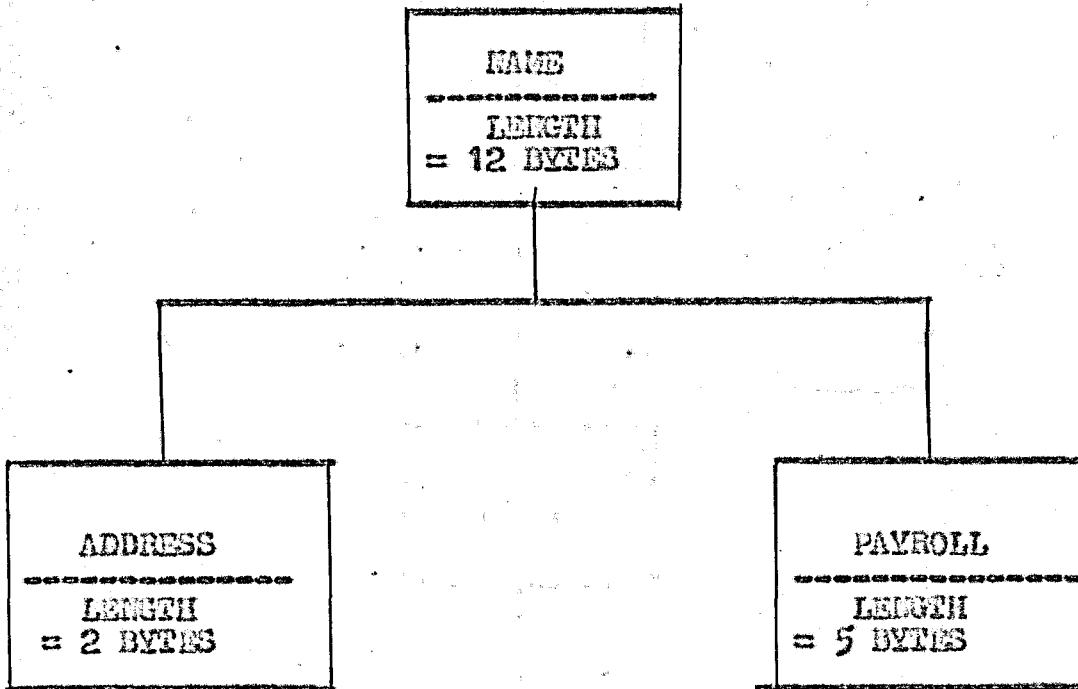 NAME
LENGTH
= 12 BYTES
ADDRESS
LENGTH
= 2 BYTES
PAYROLL
LENGTH
= 5 BYTES